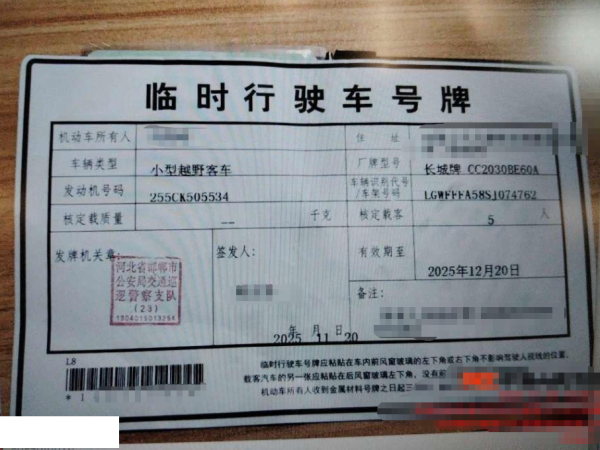 临时行驶车号牌
机动车所有人
住 址
车辆类型 小型越野客车
厂牌型号 长城牌 CC2030BE60A
发动机号码 255CK505534
车辆识别代号/车架号码 LGWFFFA58SJ074762
核定载质量 -- 千克
核定载客 5 人
发牌机关章:
河北省邯郸市
公安局交通巡
逻警察支队
(23)
签发人:
有效期至
2025年12月20日
备注:
年 月 日
2025 11 20
L8
临时行驶车号牌应粘贴在车内前风窗玻璃的左下角或右下角不影响驾驶人视线的位置,
载客汽车的另一张应粘贴在后风窗玻璃左下角,没有前
机动车所有人收到金属材料号牌之日起三
* 1